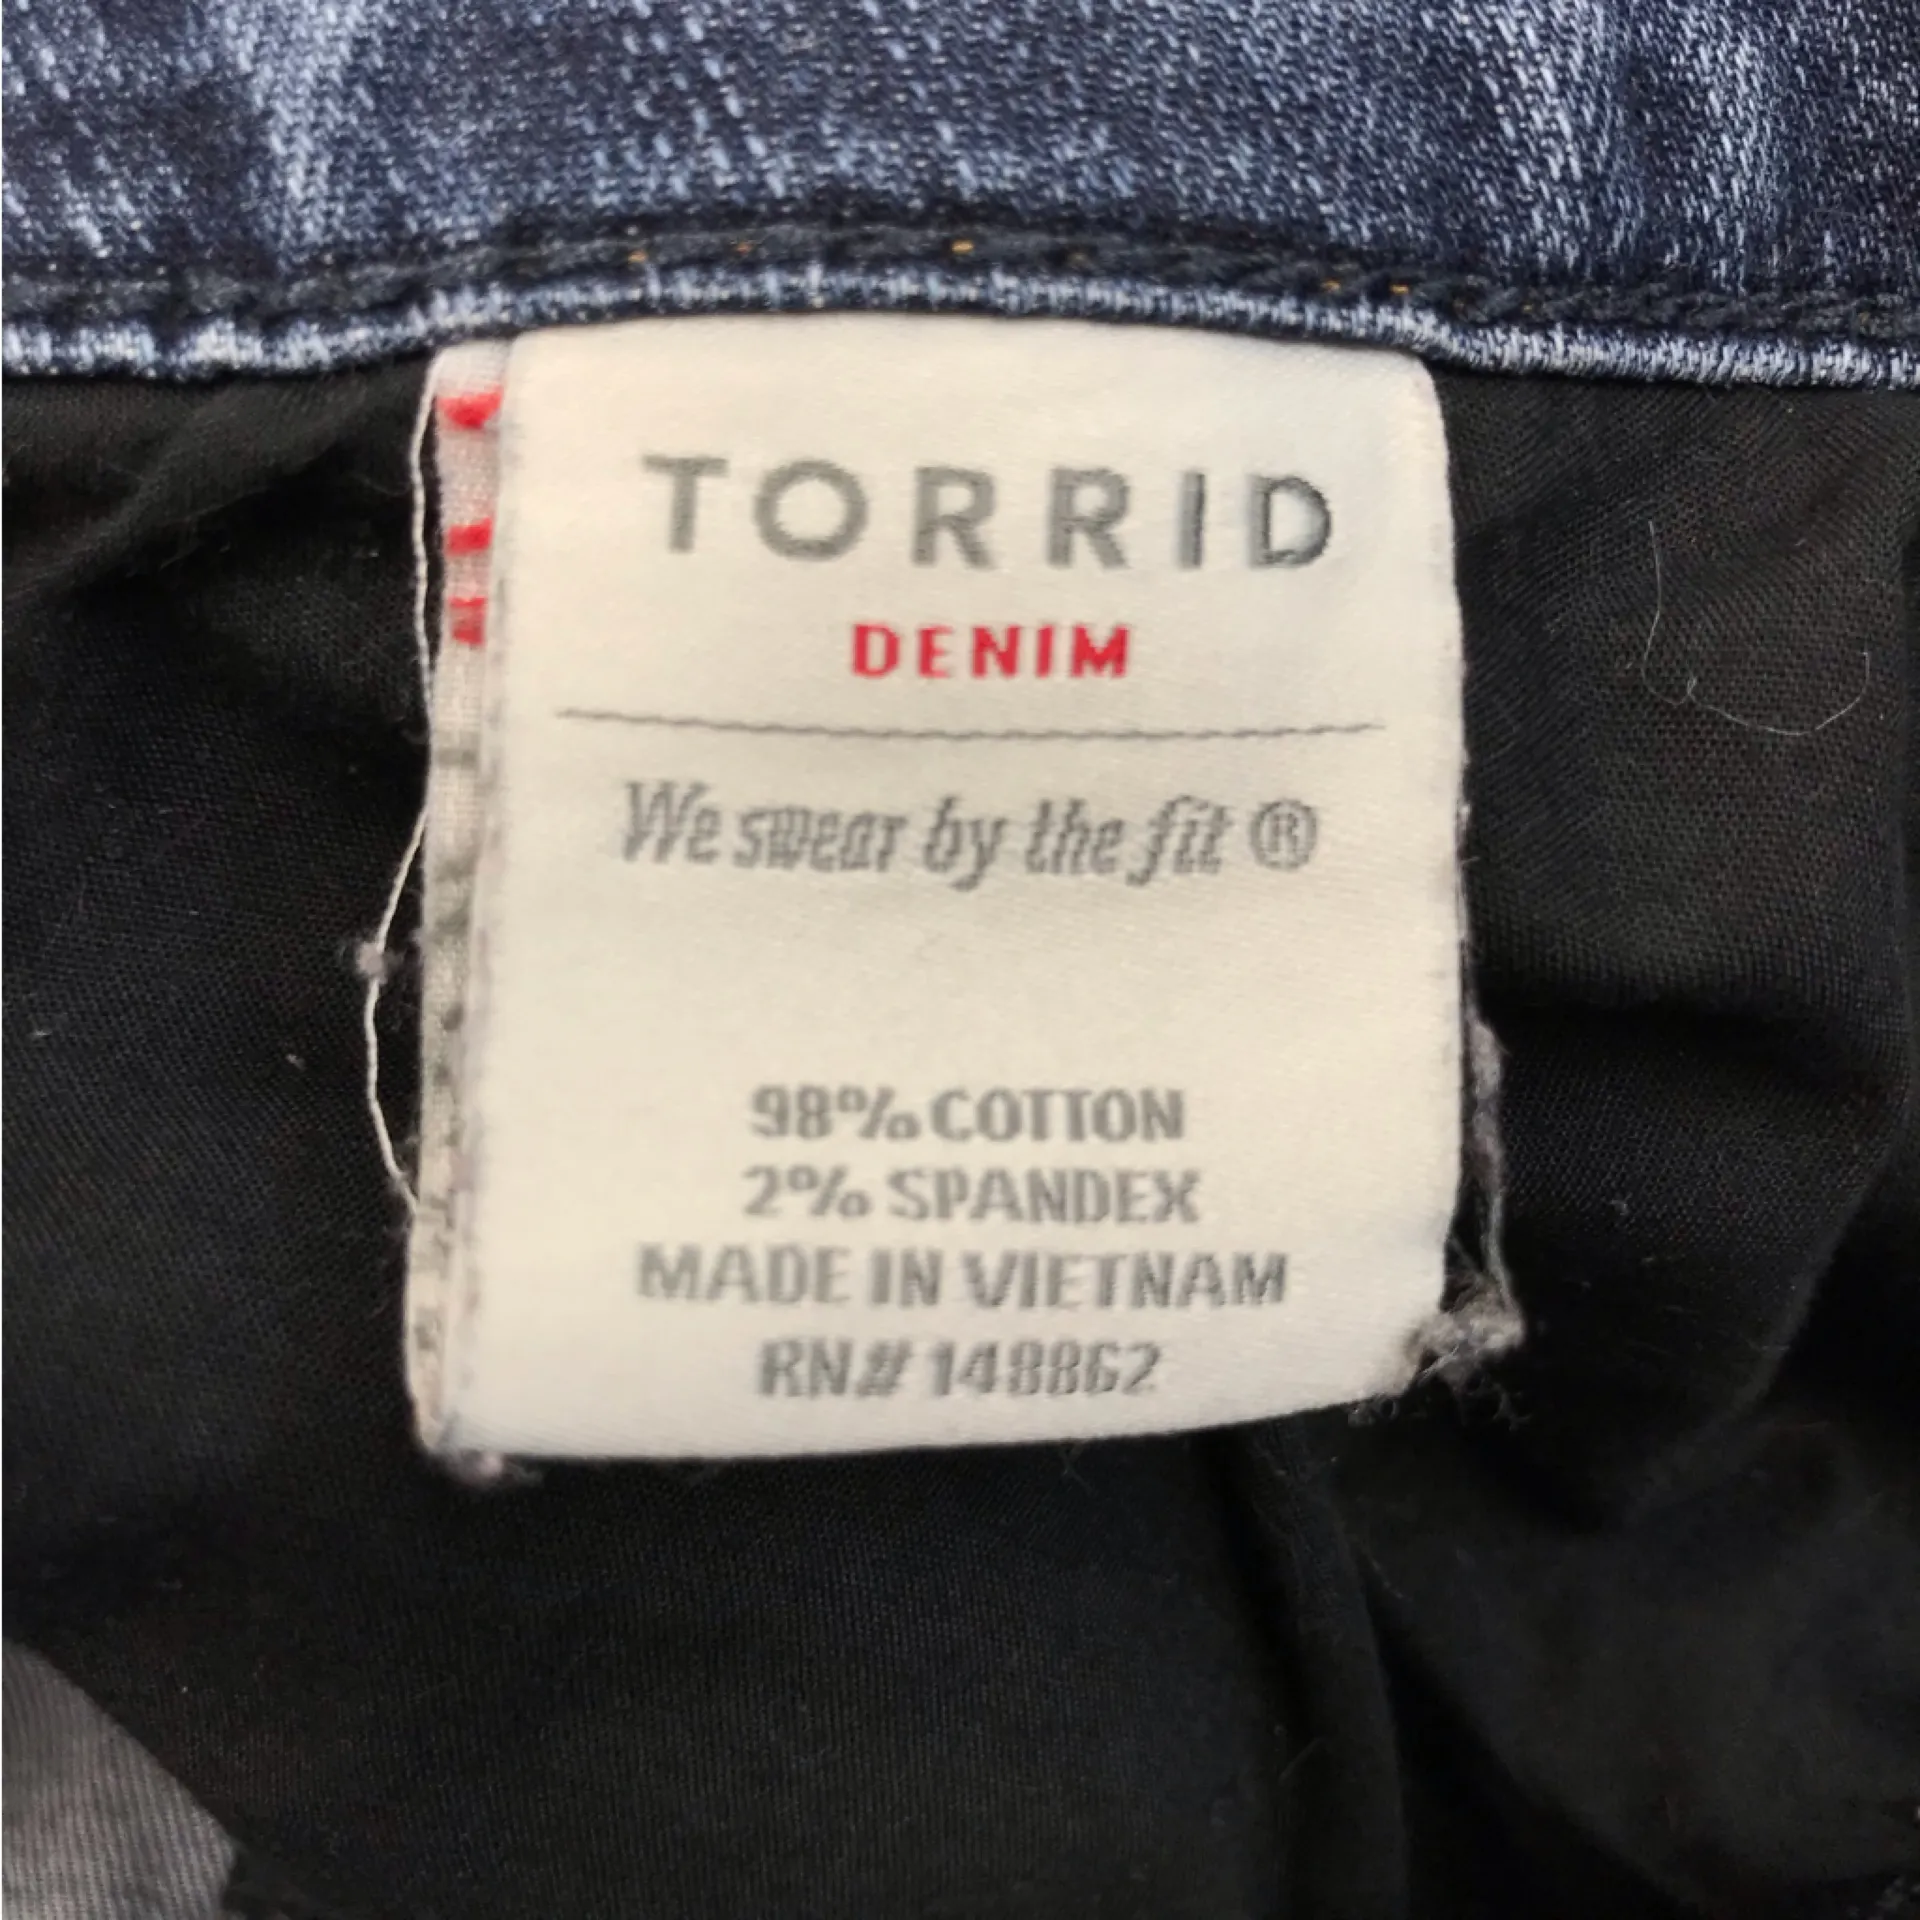 TORRID
DENIM
We swear by the fit ®
98% COTTON
2% SPANDEX
MADE IN VIETNAM
RN# 148862